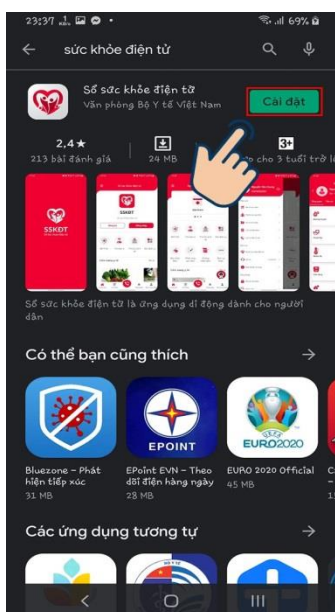 23:37
69%
sức khỏe điện tử
Sổ sức khỏe điện tử
Văn phòng Bộ Y tế Việt Nam
Cài đặt
2,4★
3+
213 bài đánh giá
24 MB
cho 3 tuổi trở lê
SSKĐT
SSKĐT
Sổ sức khỏe điện tử là ứng dụng di động dành cho người
dân
Có thể bạn cũng thích
EPOINT
EURO2020
Bluezone – Phát
hiện tiếp xúc
31 MB
EPoint EVN – Theo
dõi điện hàng ngày
28 MB
EURO 2020 Official
45 MB
Các ứng dụng tương tự